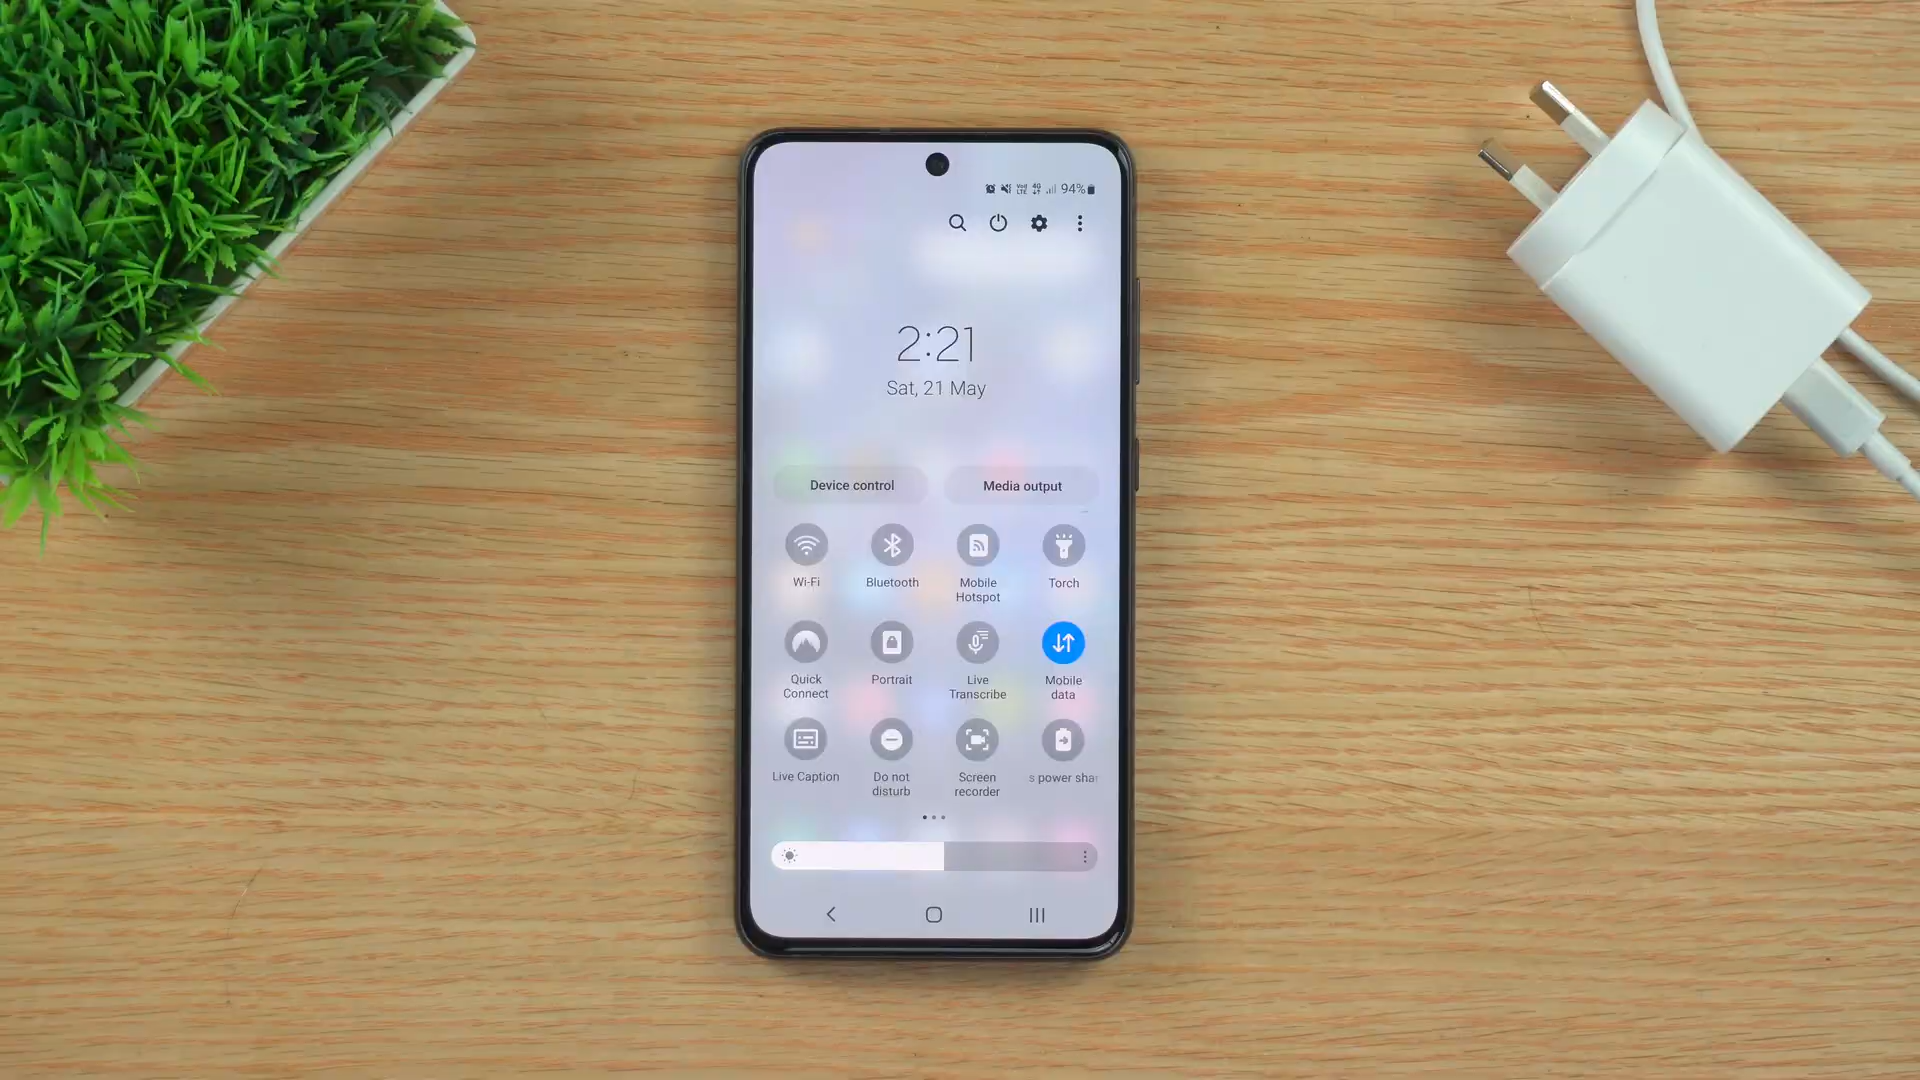 94%
2:21
Sat, 21 May
Device control
Media output
Wi-Fi
Bluetooth
Mobile
Hotspot
Torch
Quick
Connect
Portrait
Live
Transcribe
Mobile
data
Live Caption
Do not
disturb
Screen
recorder
s power shar